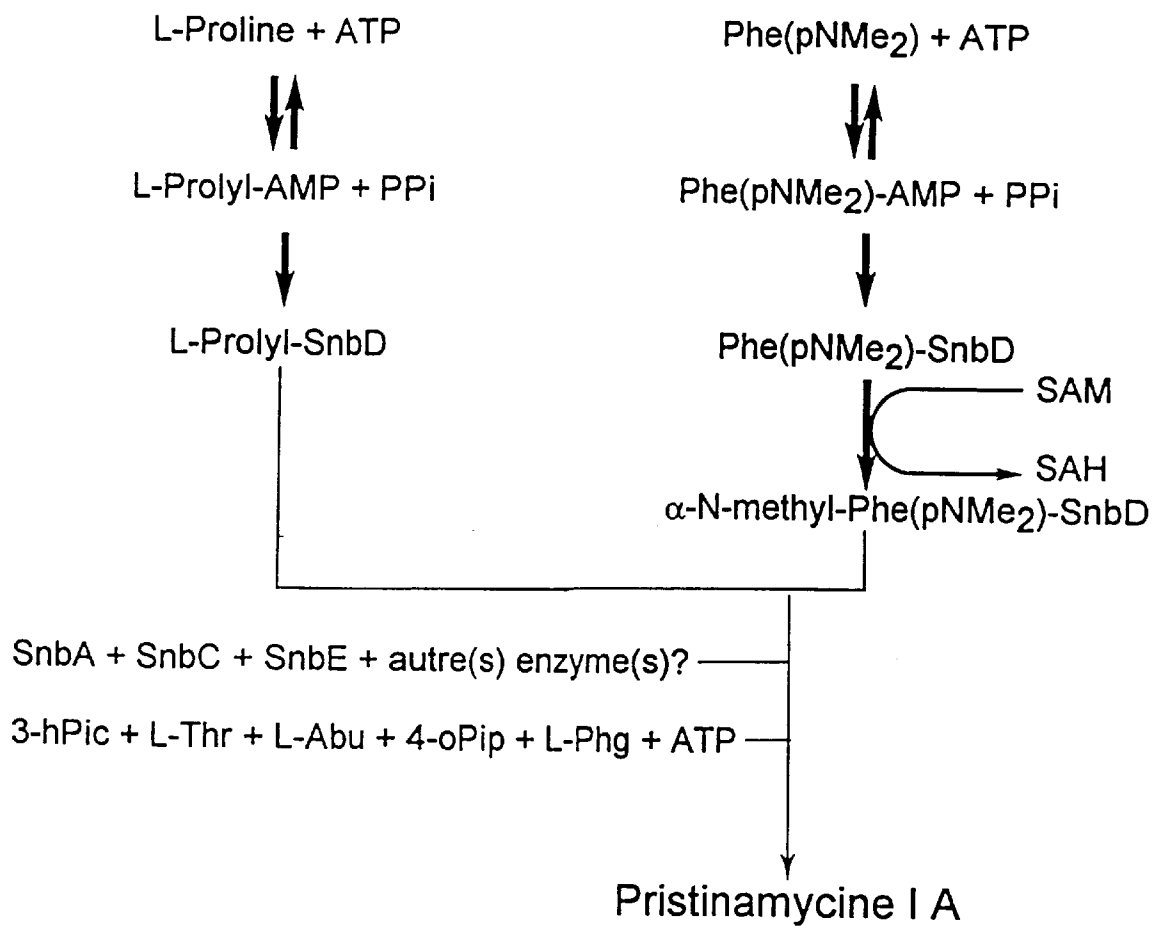 L-Proline + ATP
Phe(pNMe2) + ATP
L-Prolyl-AMP + PPi
Phe(pNMe2)-AMP + PPi
L-Prolyl-SnbD
Phe(pNMe2)-SnbD
SAM
SAH
α-N-methyl-Phe(pNMe2)-SnbD
SnbA + SnbC + SnbE + autre(s) enzyme(s)?
3-hPic + L-Thr + L-Abu + 4-oPip + L-Phg + ATP
Pristinamycine I A